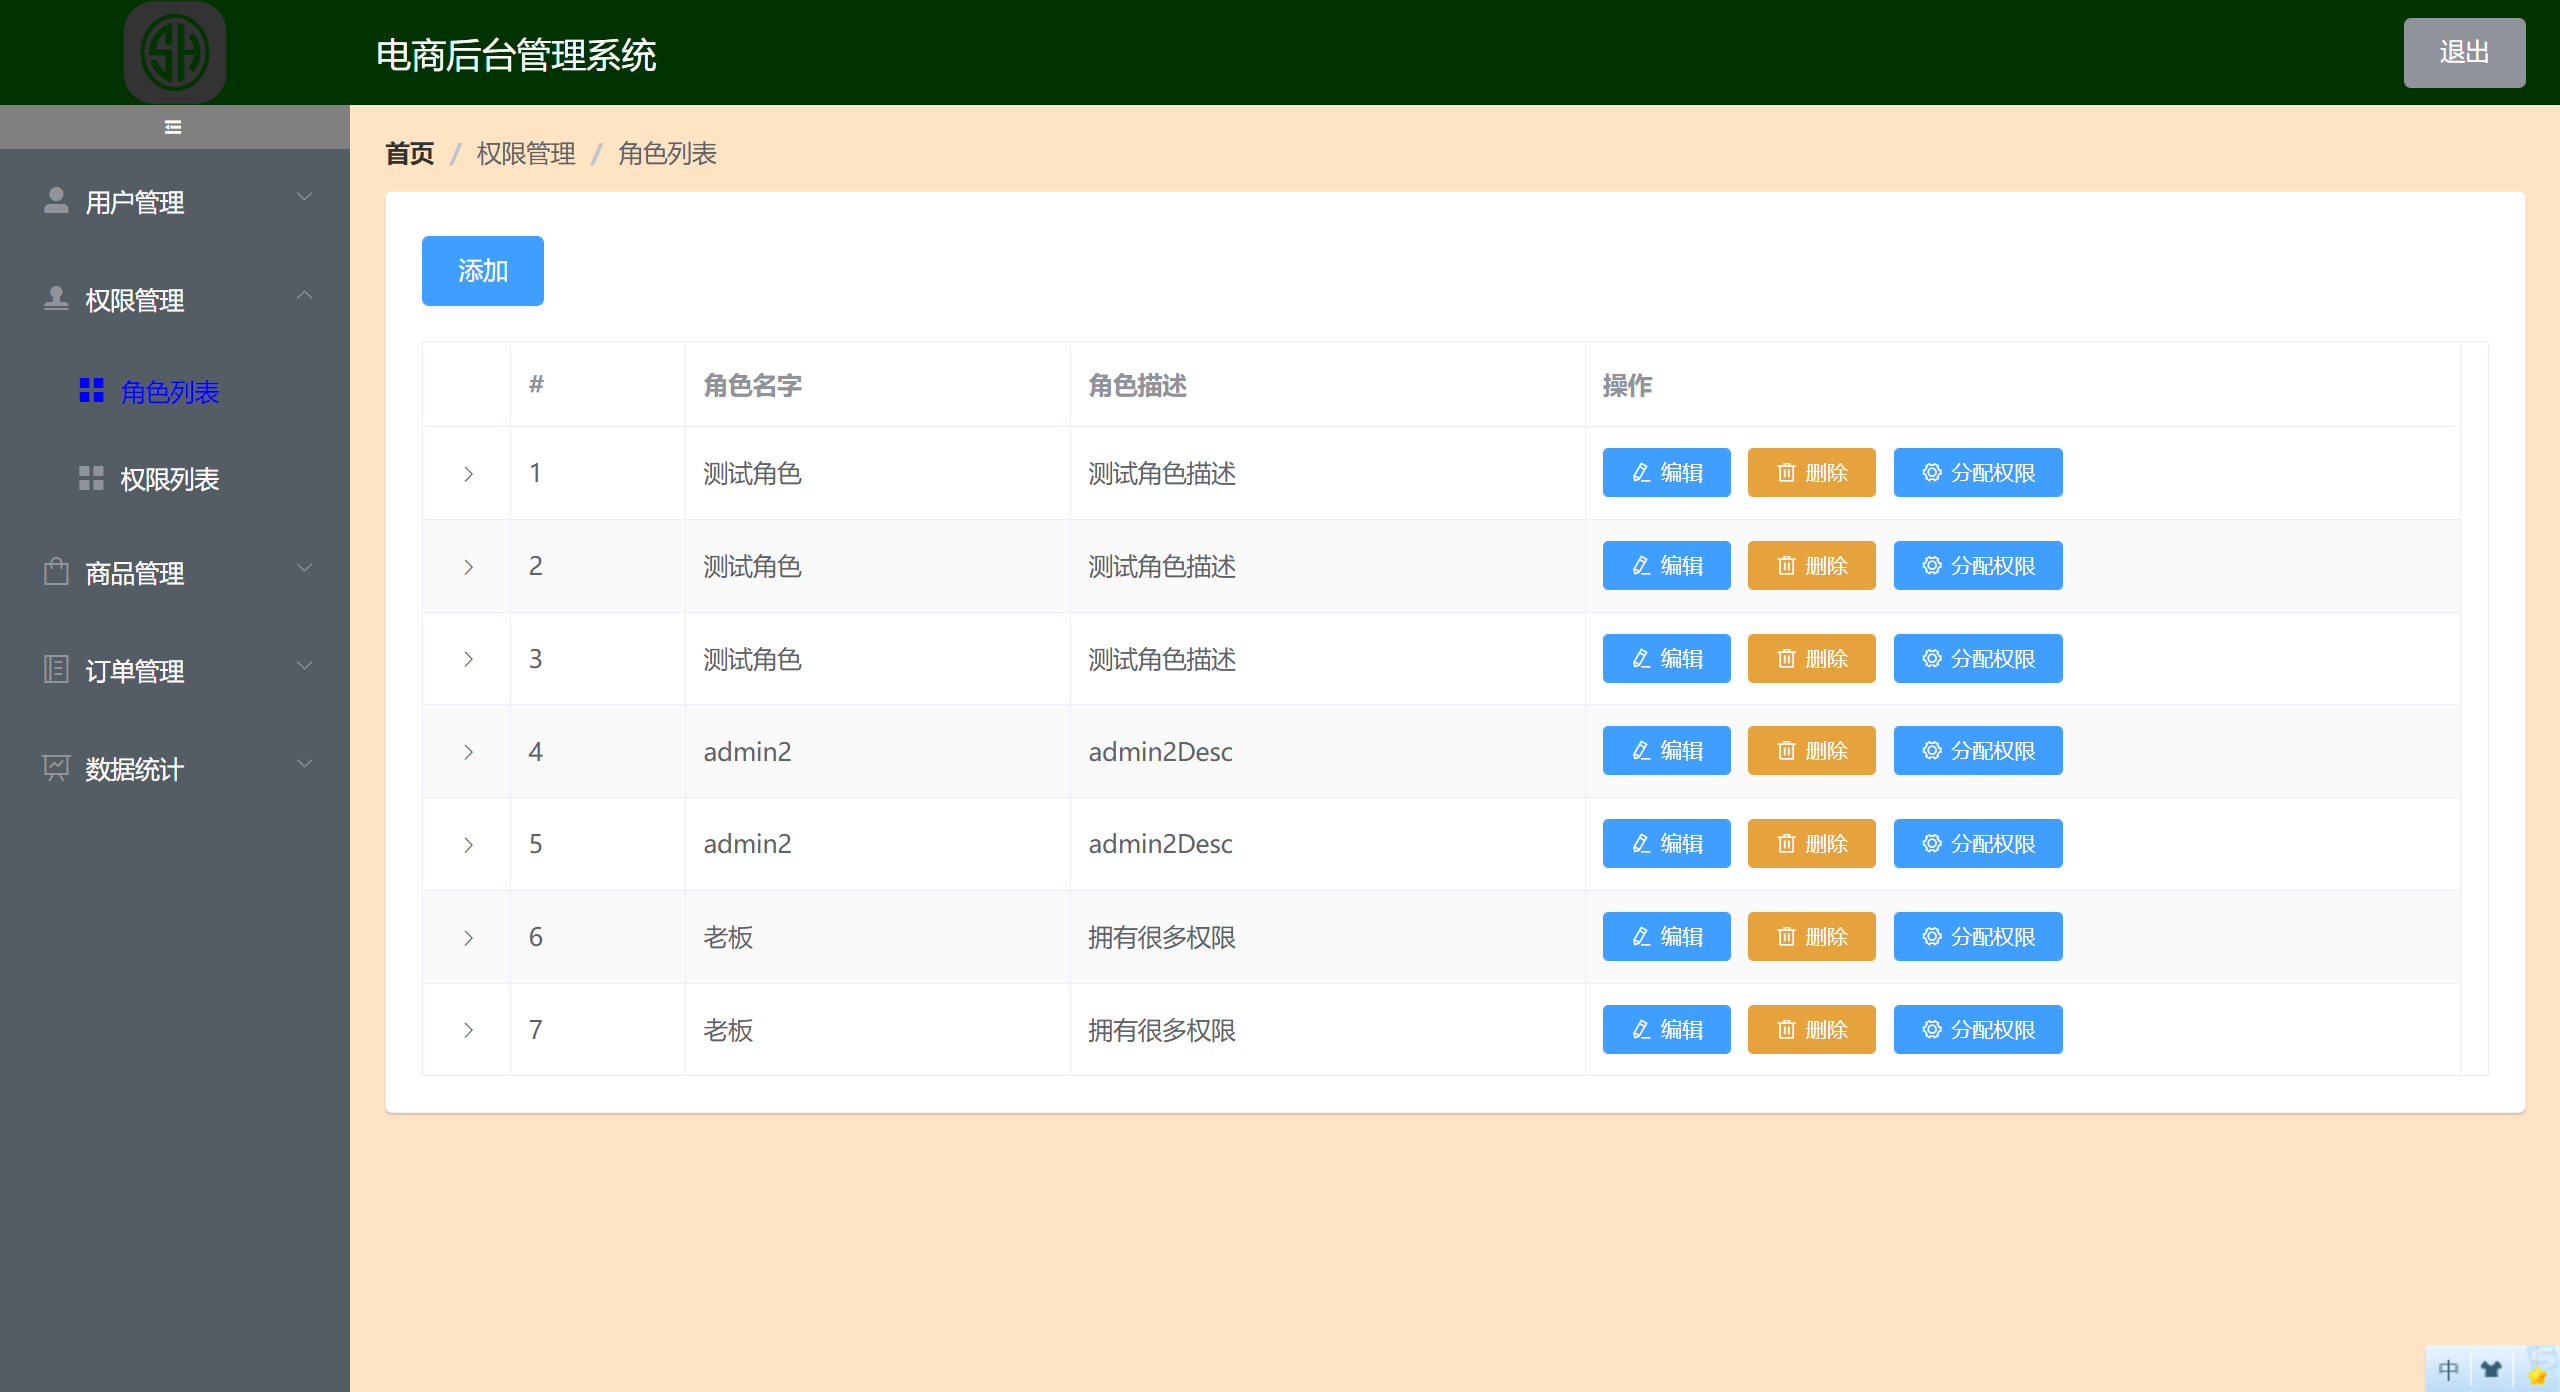 SH
电商后台管理系统
退出
用户管理
权限管理
角色列表
权限列表
商品管理
订单管理
数据统计
首页 / 权限管理 / 角色列表
添加
# 角色名字 角色描述 操作
1 测试角色 测试角色描述 编辑 删除 分配权限
2 测试角色 测试角色描述 编辑 删除 分配权限
3 测试角色 测试角色描述 编辑 删除 分配权限
4 admin2 admin2Desc 编辑 删除 分配权限
5 admin2 admin2Desc 编辑 删除 分配权限
6 老板 拥有很多权限 编辑 删除 分配权限
7 老板 拥有很多权限 编辑 删除 分配权限
中